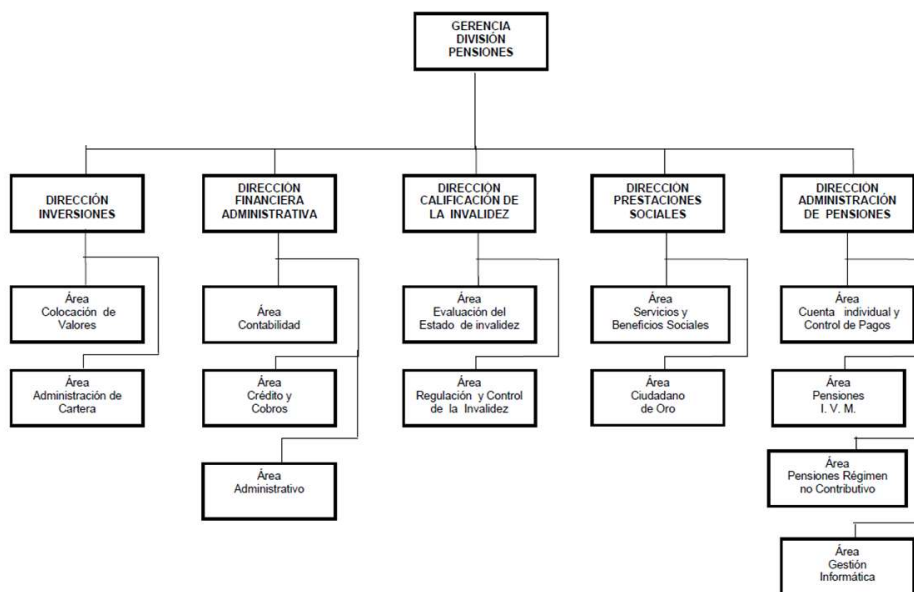 GERENCIA
DIVISIÓN
PENSIONES
DIRECCIÓN
INVERSIONES
DIRECCIÓN
FINANCIERA
ADMINISTRATIVA
DIRECCIÓN
CALIFICACIÓN DE
LA INVALIDEZ
DIRECCIÓN
PRESTACIONES
SOCIALES
DIRECCIÓN
ADMINISTRACIÓN
DE PENSIONES
Área
Colocación de
Valores
Área
Contabilidad
Área
Evaluación del
Estado de invalidez
Área
Servicios y
Beneficios Sociales
Área
Cuenta individual y
Control de Pagos
Área
Administración de
Cartera
Área
Crédito y
Cobros
Área
Regulación y Control
de la Invalidez
Área
Ciudadano
de Oro
Área
Pensiones
I. V. M.
Área
Administrativo
Área
Pensiones Régimen
no Contributivo
Área
Gestión
Informática